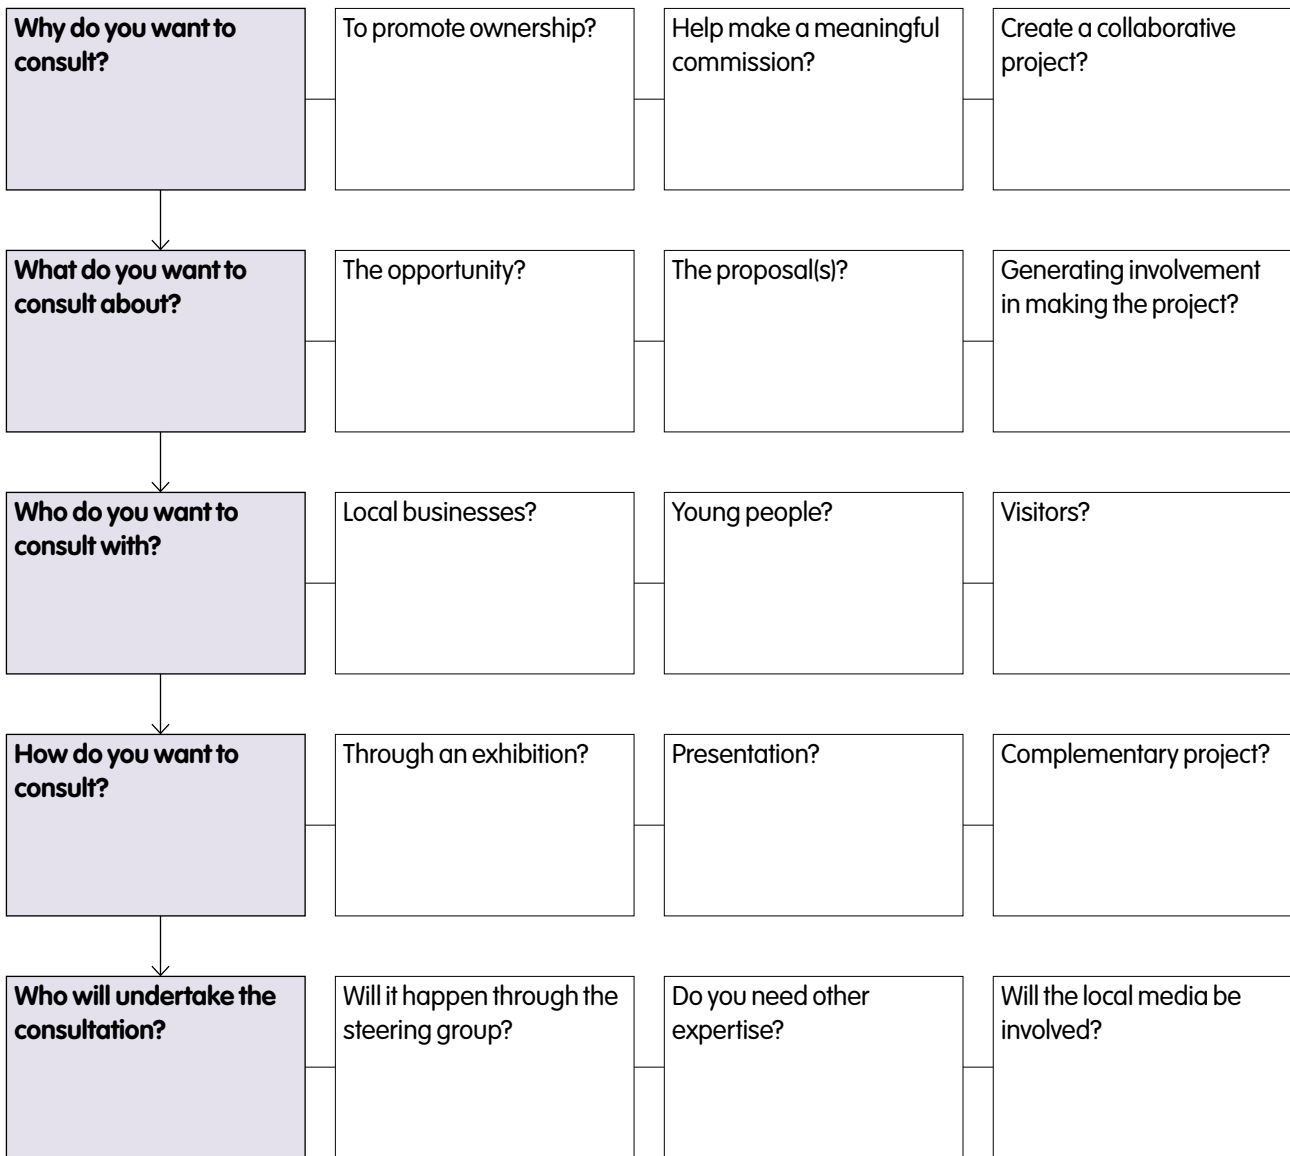 Why do you want to
consult?
To promote ownership?
Help make a meaningful
commission?
Create a collaborative
project?
What do you want to
consult about?
The opportunity?
The proposal(s)?
Generating involvement
in making the project?
Who do you want to
consult with?
Local businesses?
Young people?
Visitors?
How do you want to
consult?
Through an exhibition?
Presentation?
Complementary project?
Who will undertake the
consultation?
Will it happen through the
steering group?
Do you need other
expertise?
Will the local media be
involved?